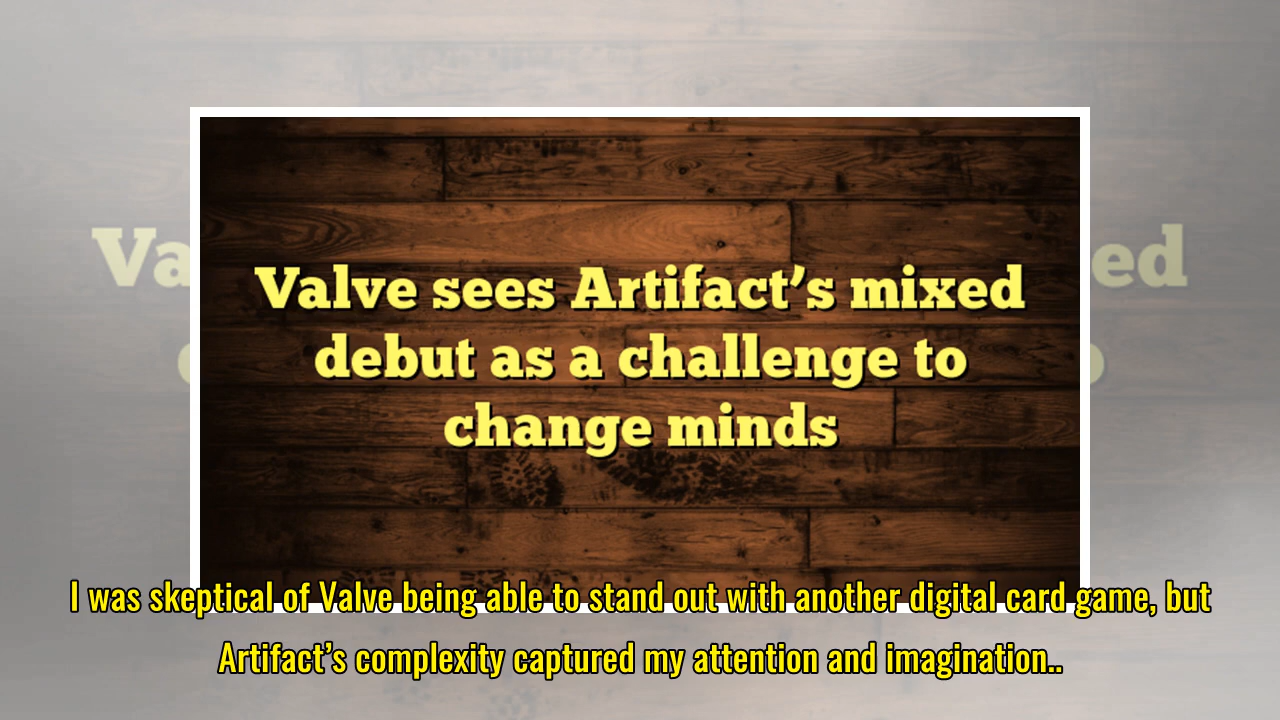 Valve sees Artifact’s mixed
debut as a challenge to
change minds
I was skeptical of Valve being able to stand out with another digital card game, but
Artifact’s complexity captured my attention and imagination..